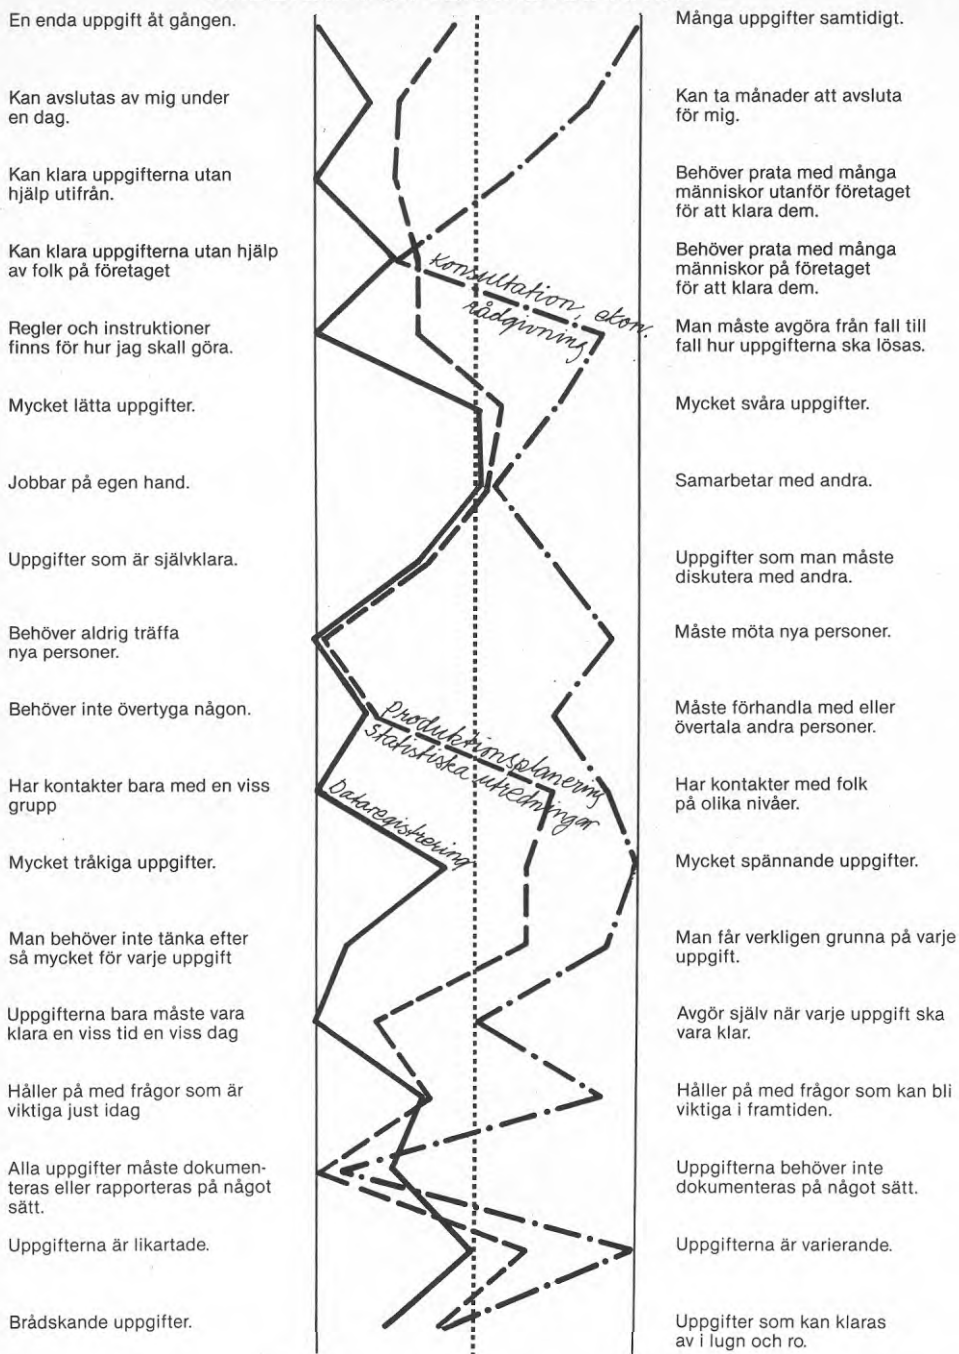 En enda uppgift åt gången.
Många uppgifter samtidigt.
Kan avslutas av mig under
en dag.
Kan ta månader att avsluta
för mig.
Kan klara uppgifterna utan
hjälp utifrån.
Behöver prata med många
människor utanför företaget
för att klara dem.
Kan klara uppgifterna utan hjälp
av folk på företaget
Behöver prata med många
människor på företaget
för att klara dem.
Konsultation, ekon.
rådgivning
Regler och instruktioner
finns för hur jag skall göra.
Man måste avgöra från fall till
fall hur uppgifterna ska lösas.
Mycket lätta uppgifter.
Mycket svåra uppgifter.
Jobbar på egen hand.
Samarbetar med andra.
Uppgifter som är självklara.
Uppgifter som man måste
diskutera med andra.
Behöver aldrig träffa
nya personer.
Måste möta nya personer.
Behöver inte övertyga någon.
Måste förhandla med eller
övertala andra personer.
Produktionsplanering
statistiska utredningar
Har kontakter bara med en viss
grupp
Har kontakter med folk
på olika nivåer.
Dataregistrering
Mycket tråkiga uppgifter.
Mycket spännande uppgifter.
Man behöver inte tänka efter
så mycket för varje uppgift
Man får verkligen grunna på varje
uppgift.
Uppgifterna bara måste vara
klara en viss tid en viss dag
Avgör själv när varje uppgift ska
vara klar.
Håller på med frågor som är
viktiga just idag
Håller på med frågor som kan bli
viktiga i framtiden.
Alla uppgifter måste dokumen-
teras eller rapporteras på något
sätt.
Uppgifterna behöver inte
dokumenteras på något sätt.
Uppgifterna är likartade.
Uppgifterna är varierande.
Brådskande uppgifter.
Uppgifter som kan klaras
av i lugn och ro.